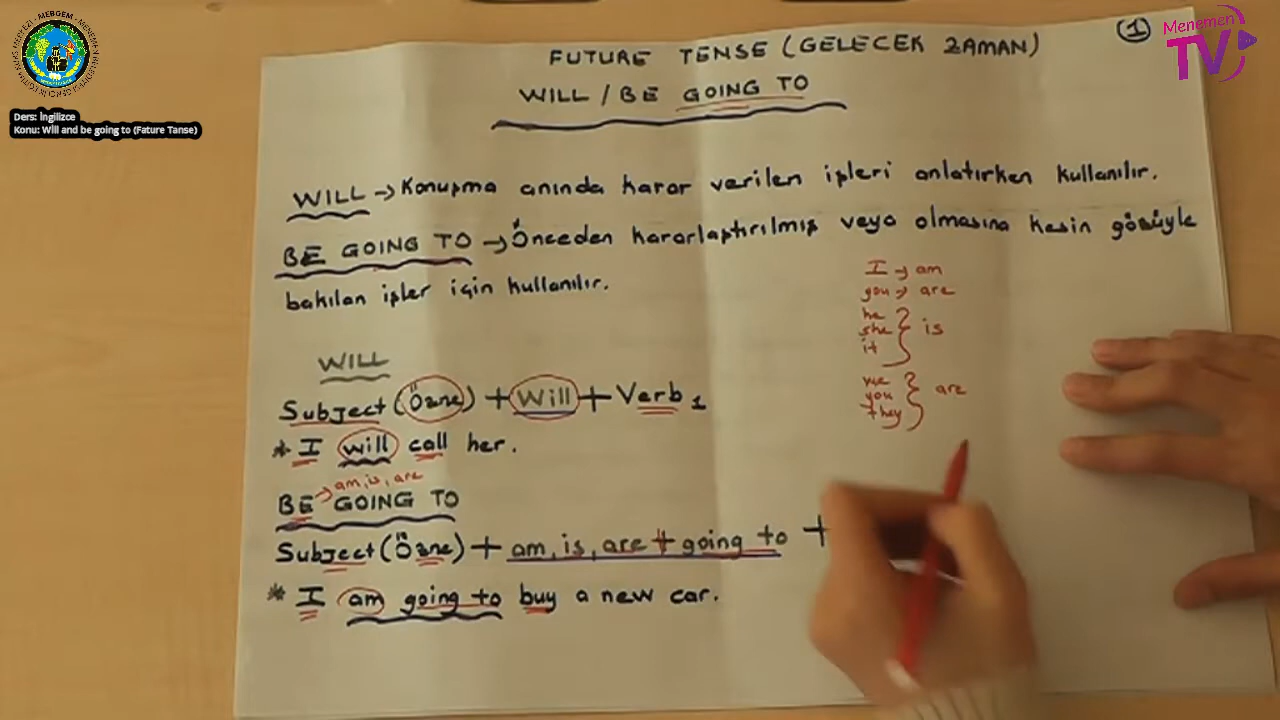 MEBGEM - MENEMEN
Menemen
TV
Ders: İngilizce
Konu: Will and be going to (Fature Tanse)
1
FUTURE TENSE (GELECEK ZAMAN)
WILL / BE GOING TO
WILL → Konuşma anında karar verilen işleri anlatırken kullanılır.
BE GOING TO → Önceden kararlaştırılmış veya olmasına kesin gözüyle
bakılan işler için kullanılır.
I → am
you → are
he
she } is
it
we
you } are
they
WILL
Subject (Özne) + Will + Verb1
* I will call her.
→ am, is, are
BE GOING TO
Subject (Özne) + am, is, are + going to +
* I am going to buy a new car.